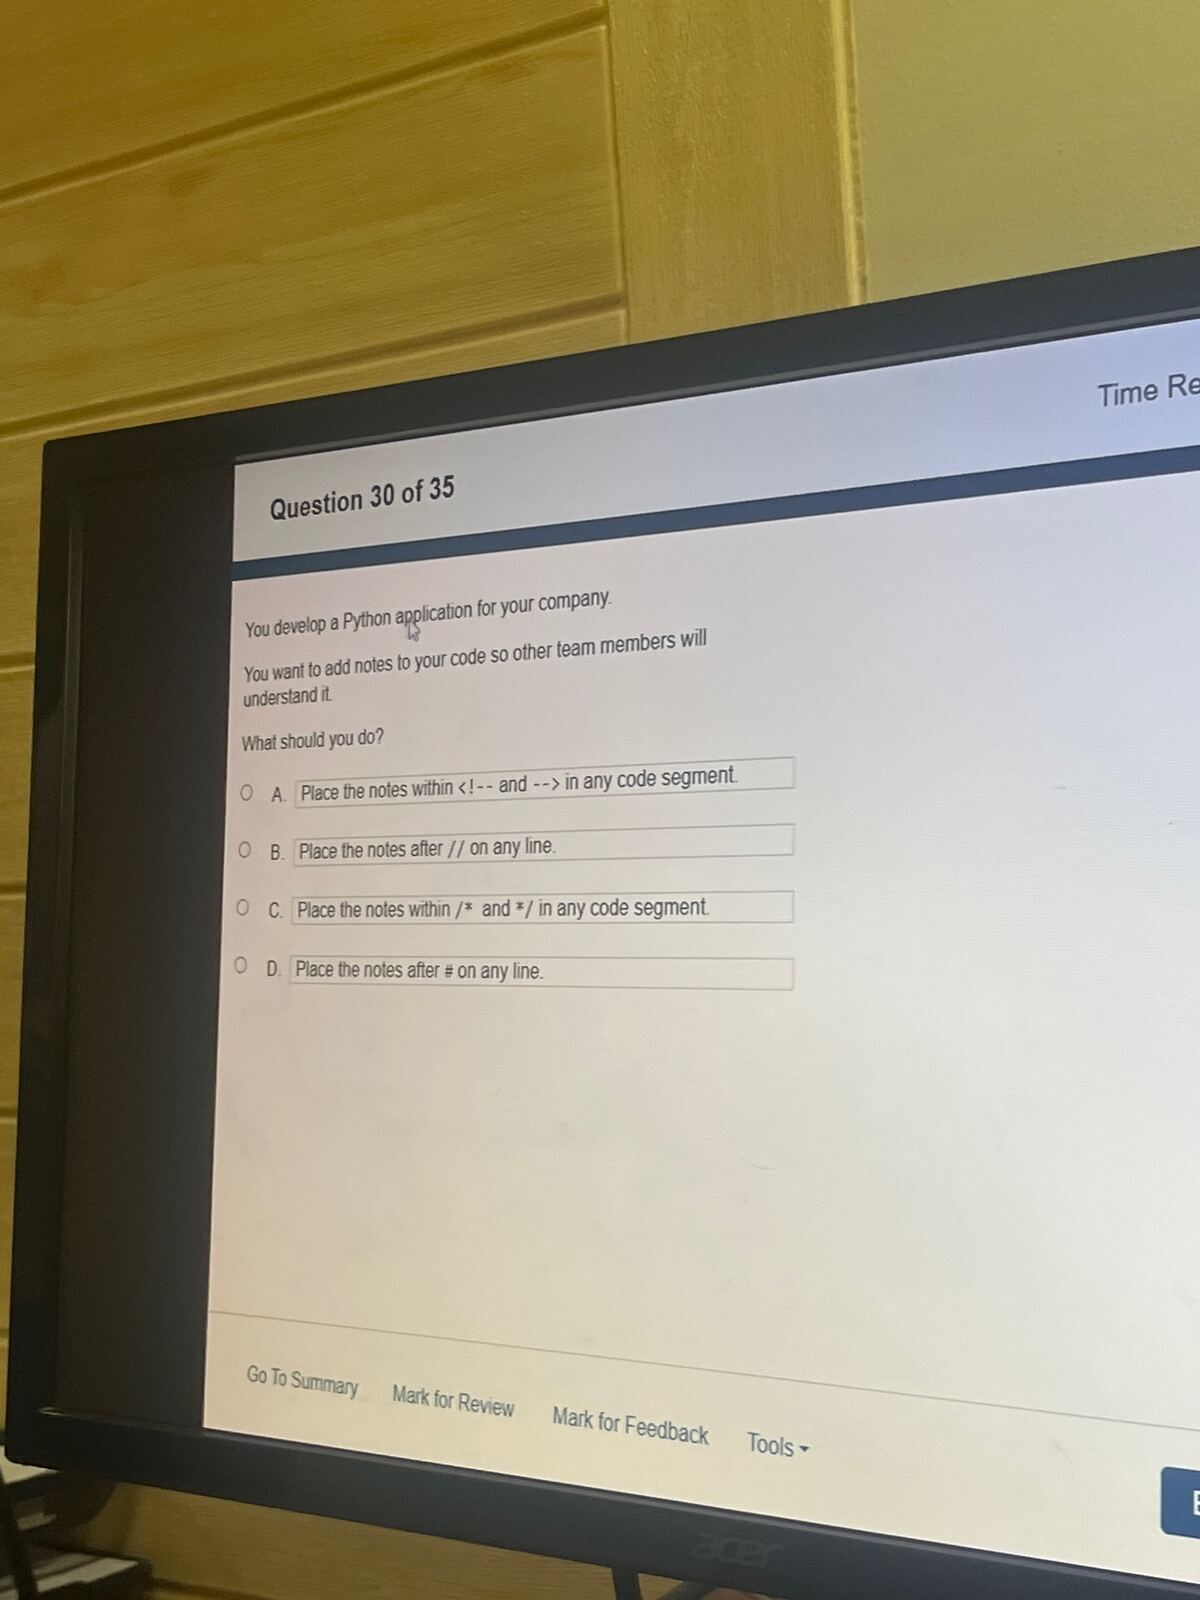 Time Re
Question 30 of 35
You develop a Python application for your company.
You want to add notes to your code so other team members will
understand it.
What should you do?
A. Place the notes within <!-- and --> in any code segment.
B. Place the notes after // on any line.
C. Place the notes within /* and */ in any code segment.
D. Place the notes after # on any line.
Go To Summary Mark for Review Mark for Feedback Tools
acer